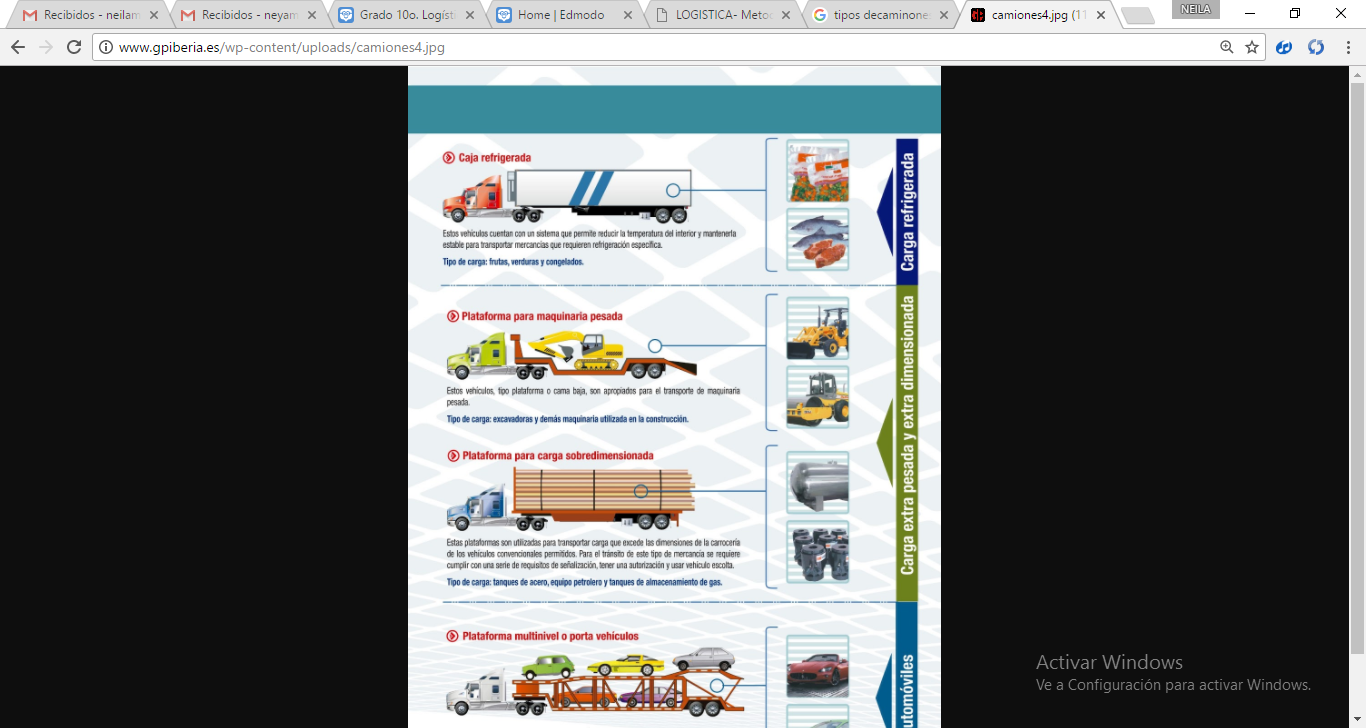 Recibidos - neilam
Recibidos - neyam
Grado 10o. Logísti
Home | Edmodo
LOGISTICA- Metod
tipos decaminones
camiones4.jpg (11
NEILA
www.gpiberia.es/wp-content/uploads/camiones4.jpg
Caja refrigerada
Estos vehículos cuentan con un sistema que permite reducir la temperatura del interior y mantenerla
estable para transportar mercancias que requieren refrigeración específica.
Tipo de carga: frutas, verduras y congelados.
Carga refrigerada
Plataforma para maquinaria pesada
Estos vehículos, tipo plataforma o cama baja, son apropiados para el transporte de maquinaria
pesada.
Tipo de carga: excavadoras y demás maquinaria utilizada en la construcción.
Plataforma para carga sobredimensionada
Estas plataformas son utilizadas para transportar carga que excede las dimensiones de la carrocería
de los vehículos convencionales permitidos. Para el tránsito de este tipo de mercancía se requiere
cumplir con una serie de requisitos de señalización, tener una autorización y usar vehículo escolta.
Tipo de carga: tanques de acero, equipo petrolero y tanques de almacenamiento de gas.
Carga extra pesada y extra dimensionada
Plataforma multinivel o porta vehículos
utomóviles
Activar Windows
Ve a Configuración para activar Windows.